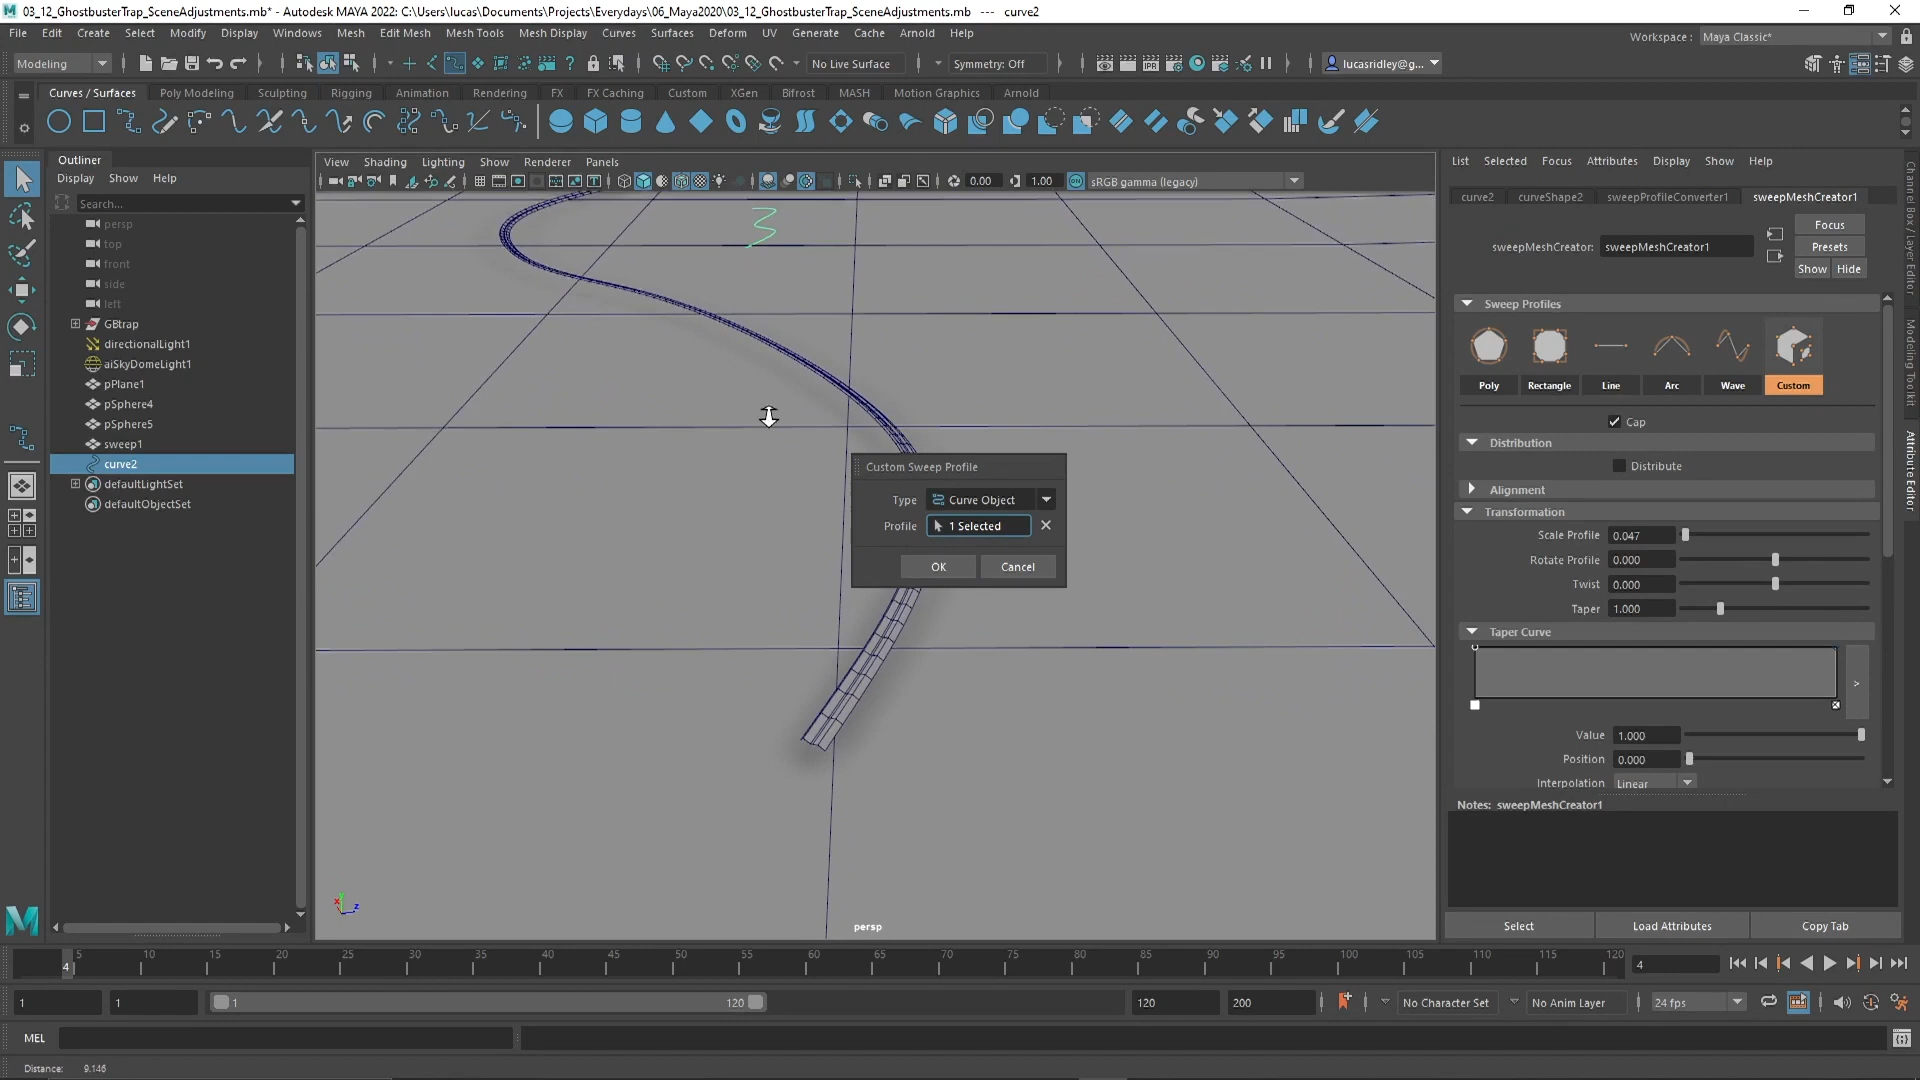 03_12_GhostbusterTrap_SceneAdjustments.mb* - Autodesk MAYA 2022: C:\Users\lucas\Documents\Projects\Everydays\06_Maya2020\03_12_GhostbusterTrap_SceneAdjustments.mb --- curve2
File Edit Create Select Modify Display Windows Mesh Edit Mesh Mesh Tools Mesh Display Curves Surfaces Deform UV Generate Cache Arnold Help
Workspace : Maya Classic*
Modeling No Live Surface Symmetry: Off lucasridley@g...
Curves / Surfaces Poly Modeling Sculpting Rigging Animation Rendering FX FX Caching Custom XGen Bifrost MASH Motion Graphics Arnold
Outliner
Display Show Help
Search...
persp
top
front
side
left
GBtrap
directionalLight1
aiSkyDomeLight1
pPlane1
pSphere4
pSphere5
sweep1
curve2
defaultLightSet
defaultObjectSet
View Shading Lighting Show Renderer Panels
0.00 1.00 sRGB gamma (legacy)
Custom Sweep Profile
Type Curve Object
Profile 1 Selected
OK Cancel
persp
List Selected Focus Attributes Display Show Help
curve2 curveShape2 sweepProfileConverter1 sweepMeshCreator1
sweepMeshCreator: sweepMeshCreator1
Focus
Presets
Show Hide
Sweep Profiles
Poly Rectangle Line Arc Wave Custom
Cap
Distribution
Distribute
Alignment
Transformation
Scale Profile 0.047
Rotate Profile 0.000
Twist 0.000
Taper 1.000
Taper Curve
>
Value 1.000
Position 0.000
Interpolation Linear
Notes: sweepMeshCreator1
Select Load Attributes Copy Tab
Channel Box / Layer Editor
Modeling Toolkit
Attribute Editor
5 10 15 20 25 30 35 40 45 50 55 60 65 70 75 80 85 90 95 100 105 110 115 120
4
4
1 1 1 120 120 200 No Character Set No Anim Layer 24 fps
MEL
Distance: 9.146